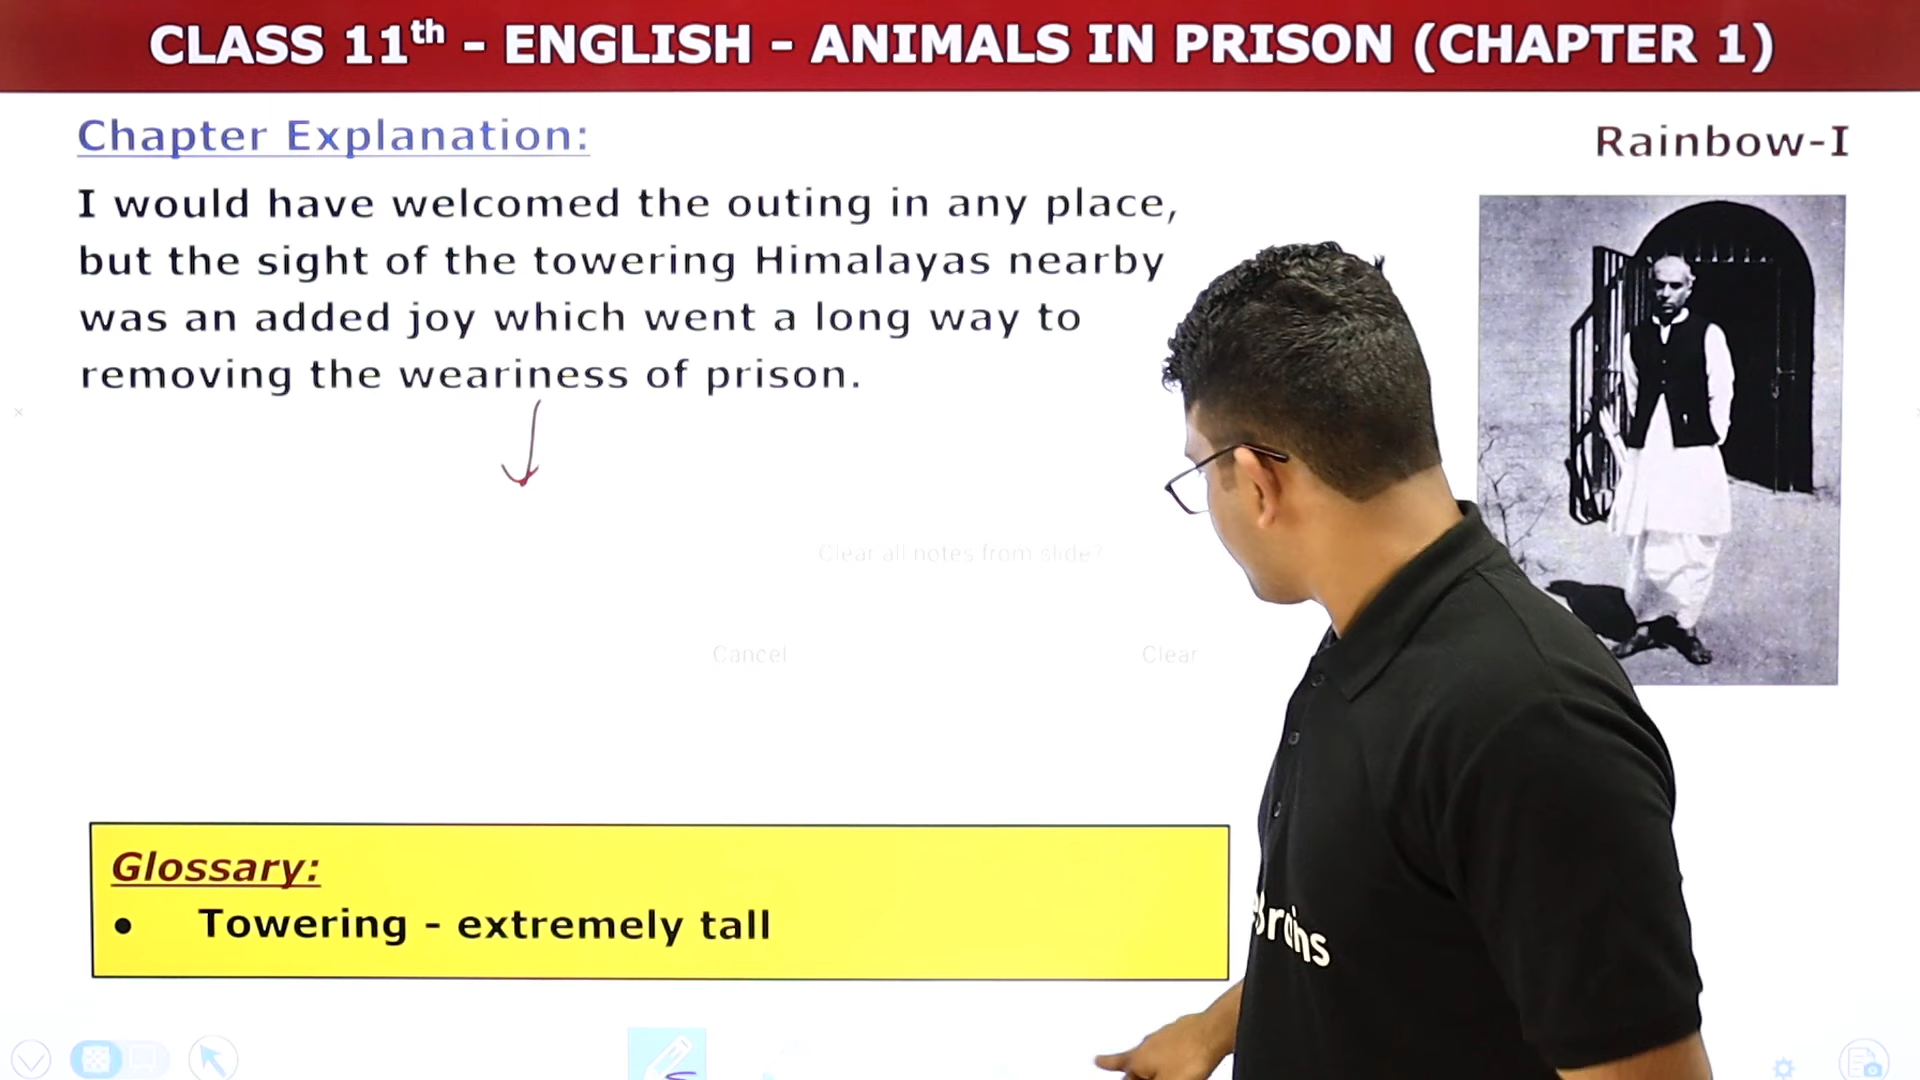 CLASS 11th - ENGLISH - ANIMALS IN PRISON (CHAPTER 1)
Chapter Explanation:
Rainbow-I
I would have welcomed the outing in any place,
but the sight of the towering Himalayas nearby
was an added joy which went a long way to
removing the weariness of prison.
Clear all notes from slide?
Cancel
Clear
Glossary:
• Towering - extremely tall